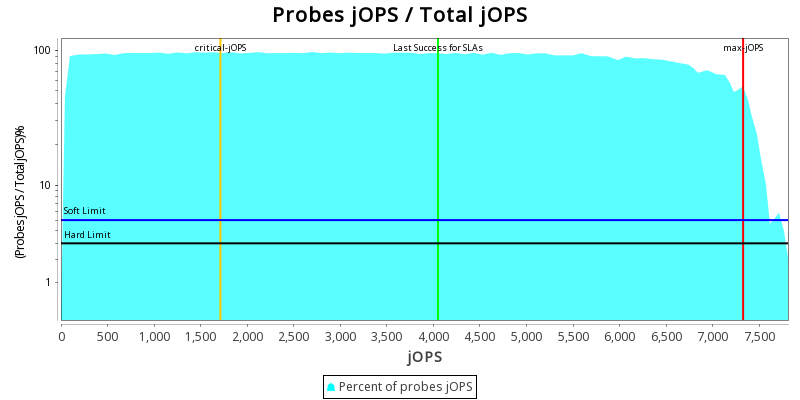 Probes jOPS / Total jOPS
critical-jOPS
Last Success for SLAs
max-jOPS
(Probes jOPS / Total jOPS)%
100
10
1
Soft Limit
Hard Limit
0 500 1,000 1,500 2,000 2,500 3,000 3,500 4,000 4,500 5,000 5,500 6,000 6,500 7,000 7,500
jOPS
Percent of probes jOPS